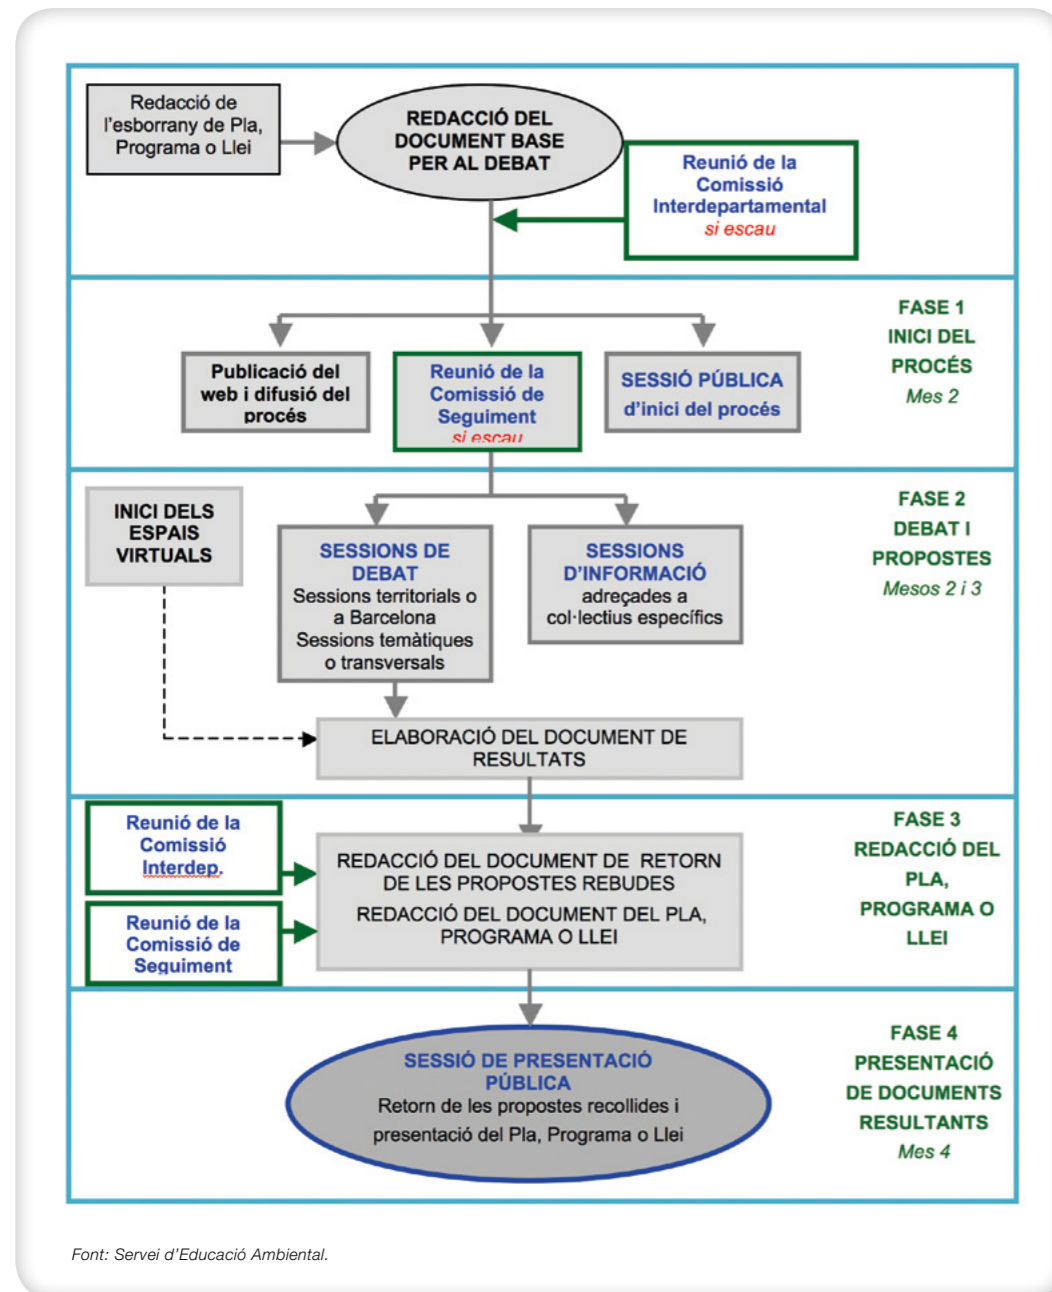 Redacció de
l'esborrany de Pla,
Programa o Llei
REDACCIÓ DEL
DOCUMENT BASE
PER AL DEBAT
Reunió de la
Comissió
Interdepartamental
si escau
FASE 1
INICI DEL
PROCÉS
Mes 2
Publicació del
web i difusió del
procés
Reunió de la
Comissió de
Seguiment
si escau
SESSIÓ PÚBLICA
d'inici del procés
FASE 2
DEBAT I
PROPOSTES
Mesos 2 i 3
INICI DELS
ESPAIS
VIRTUALS
SESSIONS DE
DEBAT
Sessions territorials o
a Barcelona
Sessions temàtiques
o transversals
SESSIONS
D'INFORMACIÓ
adreçades a
col·lectius específics
ELABORACIÓ DEL DOCUMENT DE
RESULTATS
FASE 3
REDACCIÓ DEL
PLA,
PROGRAMA O
LLEI
Reunió de la
Comissió
Interdep.
Reunió de la
Comissió de
Seguiment
REDACCIÓ DEL DOCUMENT DE RETORN
DE LES PROPOSTES REBUDES
REDACCIÓ DEL DOCUMENT DEL PLA,
PROGRAMA O LLEI
FASE 4
PRESENTACIÓ
DE DOCUMENTS
RESULTANTS
Mes 4
SESSIÓ DE PRESENTACIÓ
PÚBLICA
Retorn de les propostes recollides i
presentació del Pla, Programa o Llei
Font: Servei d'Educació Ambiental.